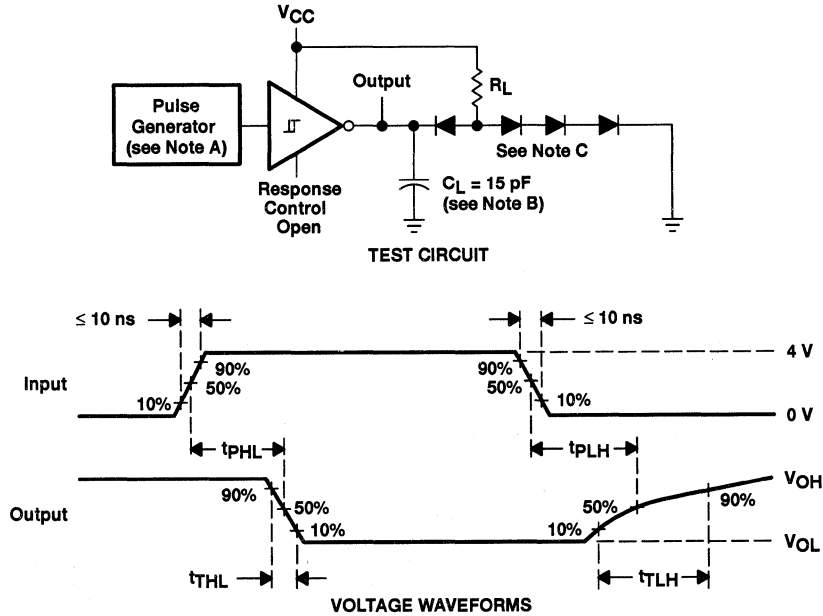 VCC
Output
RL
Pulse
Generator
(see Note A)
See Note C
Response
Control
Open
CL = 15 pF
(see Note B)
TEST CIRCUIT
≤ 10 ns
≤ 10 ns
4 V
90%
90%
Input
50%
50%
10%
10%
0 V
tPHL
tPLH
VOH
90%
50%
50%
90%
Output
10%
10%
VOL
tTHL
tTLH
VOLTAGE WAVEFORMS